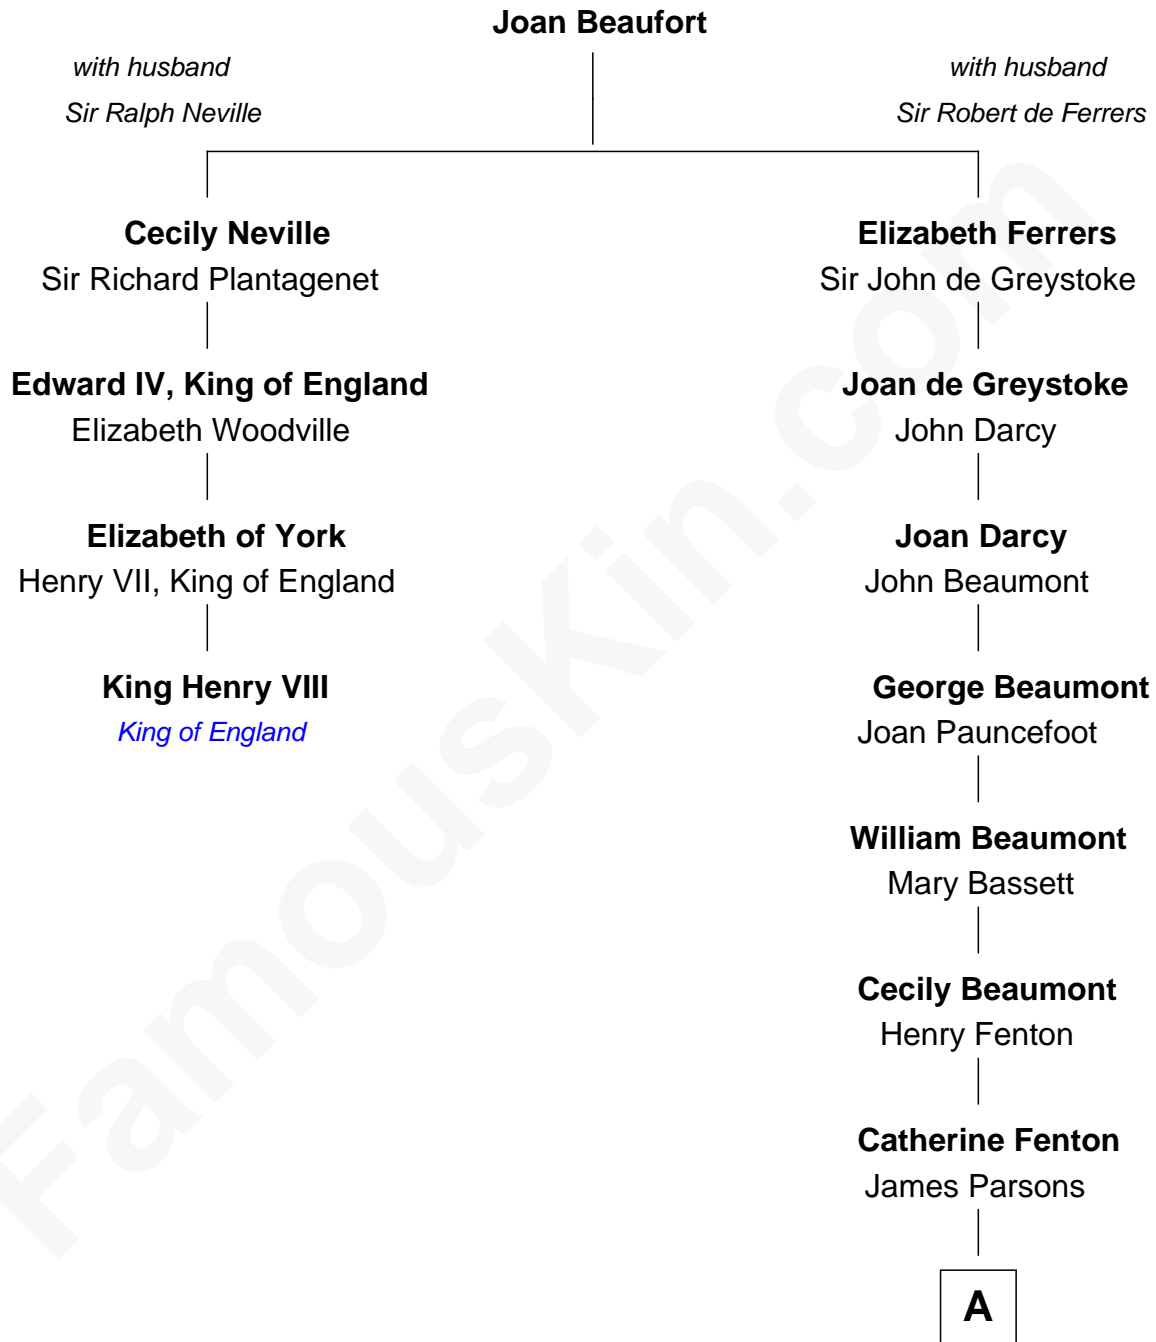 Joan Beaufort
with husband
Sir Ralph Neville
with husband
Sir Robert de Ferrers
Cecily Neville
Sir Richard Plantagenet
Edward IV, King of England
Elizabeth Woodville
Elizabeth of York
Henry VII, King of England
King Henry VIII
King of England
Elizabeth Ferrers
Sir John de Greystoke
Joan de Greystoke
John Darcy
Joan Darcy
John Beaumont
George Beaumont
Joan Pauncefoot
William Beaumont
Mary Bassett
Cecily Beaumont
Henry Fenton
Catherine Fenton
James Parsons
A
FamousKin.com